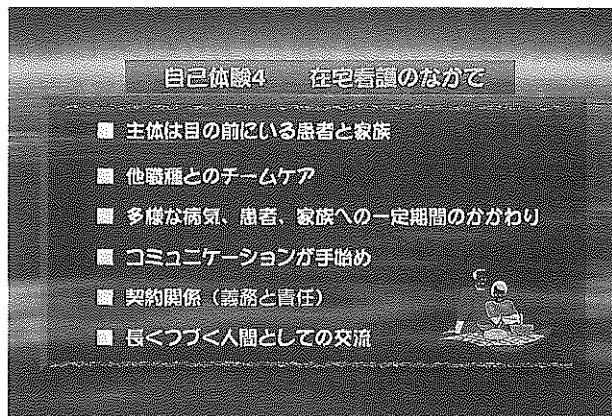 自己体験4　在宅看護のなかで
■ 主体は目の前にいる患者と家族
■ 他職種とのチームケア
■ 多様な病気、患者、家族への一定期間のかかわり
■ コミュニケーションが手始め
■ 契約関係（義務と責任）
■ 長くつづく人間としての交流